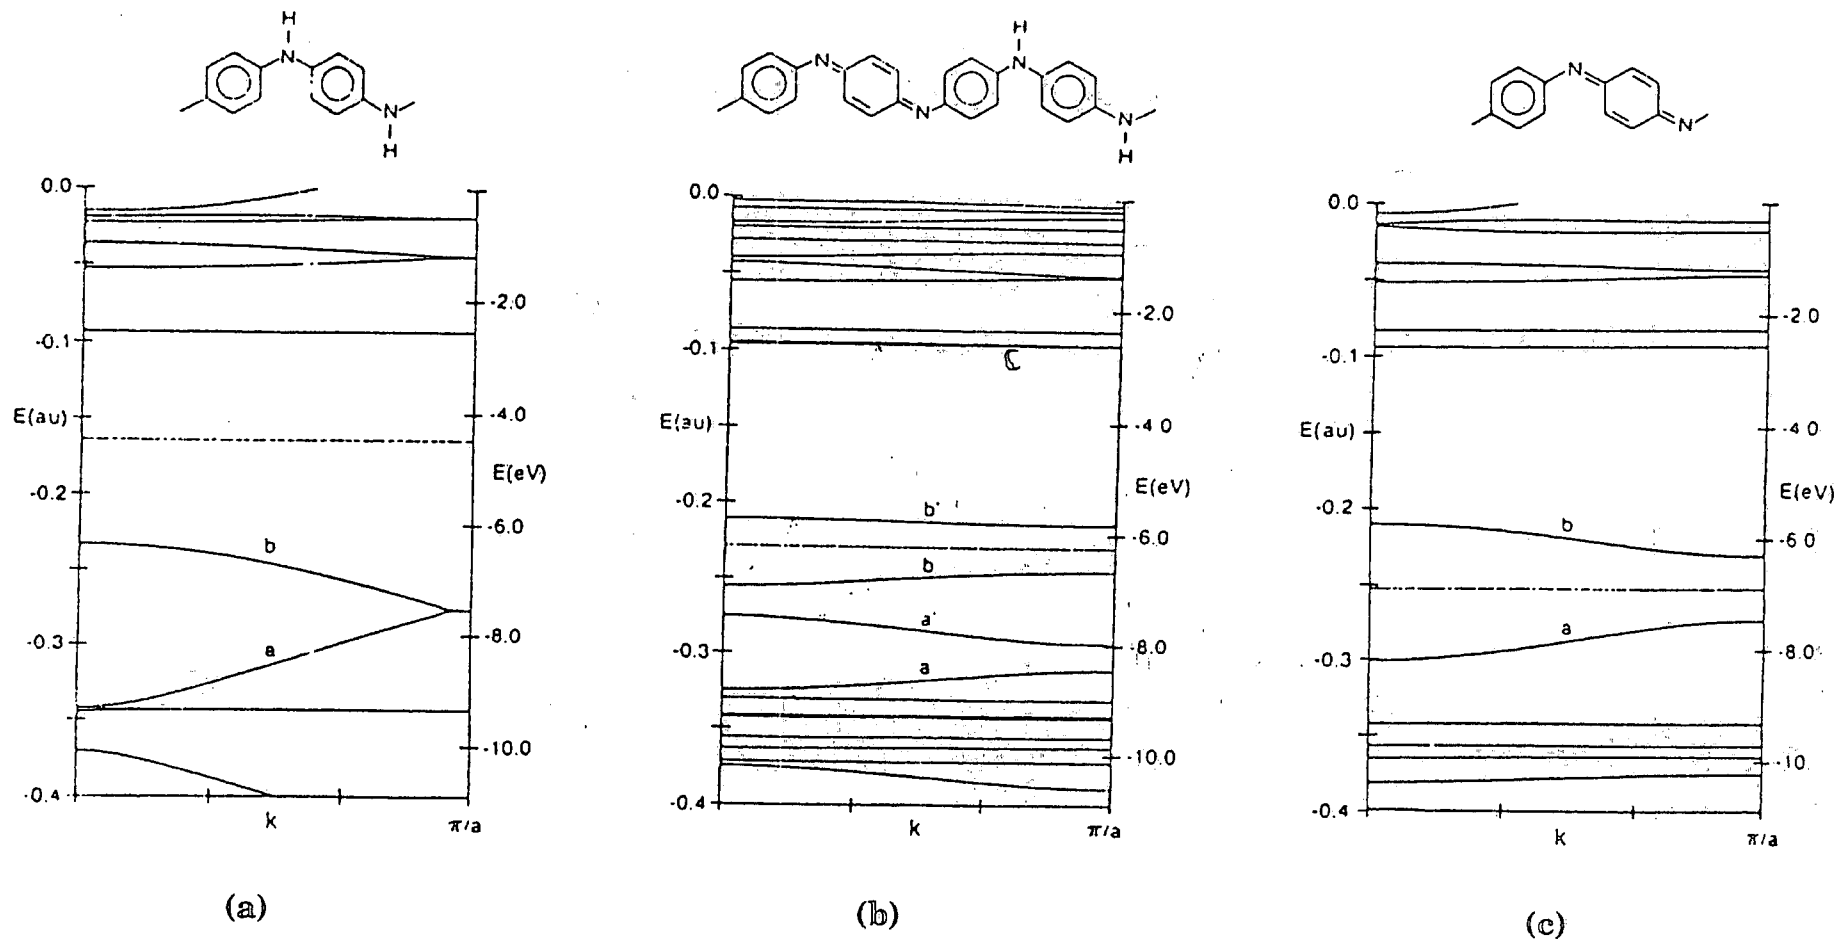 H
N
N
H
0.0
-2.0
-0.1
E(au)
-4.0
E(eV)
-0.2
-6.0
b
-0.3
a
-8.0
-10.0
-0.4
k
π/a
(a)
H
N
N
N
N
H
0.0
-2.0
-0.1
C
E(au)
-4.0
E(eV)
-0.2
b'
-6.0
b
a'
-0.3
a
-8.0
-10.0
-0.4
k
π/a
(b)
N
N
0.0
-2.0
-0.1
E(au)
-4.0
E(eV)
-0.2
b
-6.0
a
-0.3
-8.0
-10.
-0.4
k
π/a
(c)